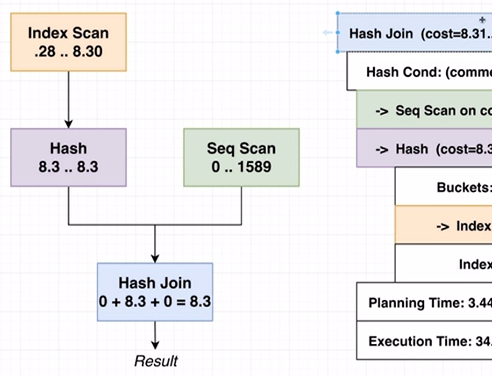 Index Scan
.28 .. 8.30
Hash
8.3 .. 8.3
Seq Scan
0 .. 1589
Hash Join
0 + 8.3 + 0 = 8.3
Result
Hash Join (cost=8.31..
Hash Cond: (comme
-> Seq Scan on co
-> Hash (cost=8.3
Buckets:
-> Index
Index
Planning Time: 3.44
Execution Time: 34.